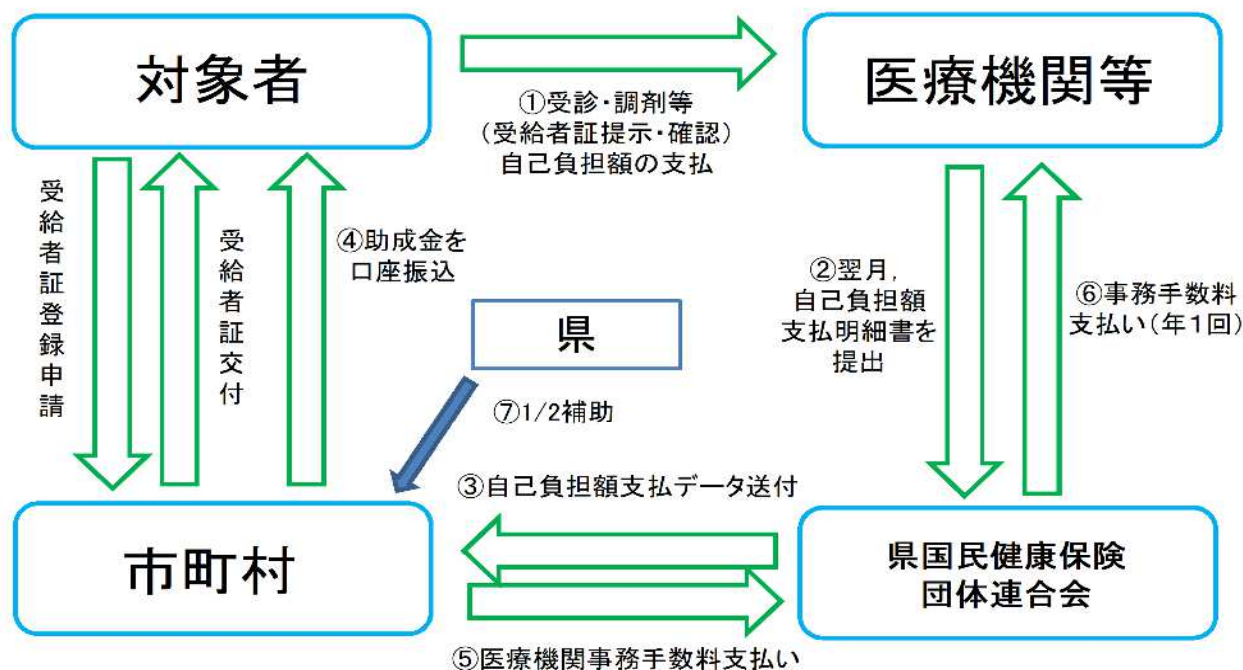 対象者
医療機関等
①受診・調剤等
（受給者証提示・確認）
自己負担額の支払
受給者証登録申請
受給者証交付
④助成金を
口座振込
②翌月，
自己負担額
支払明細書を
提出
⑥事務手数料
支払い（年１回）
県
⑦1/2補助
③自己負担額支払データ送付
市町村
県国民健康保険
団体連合会
⑤医療機関事務手数料支払い